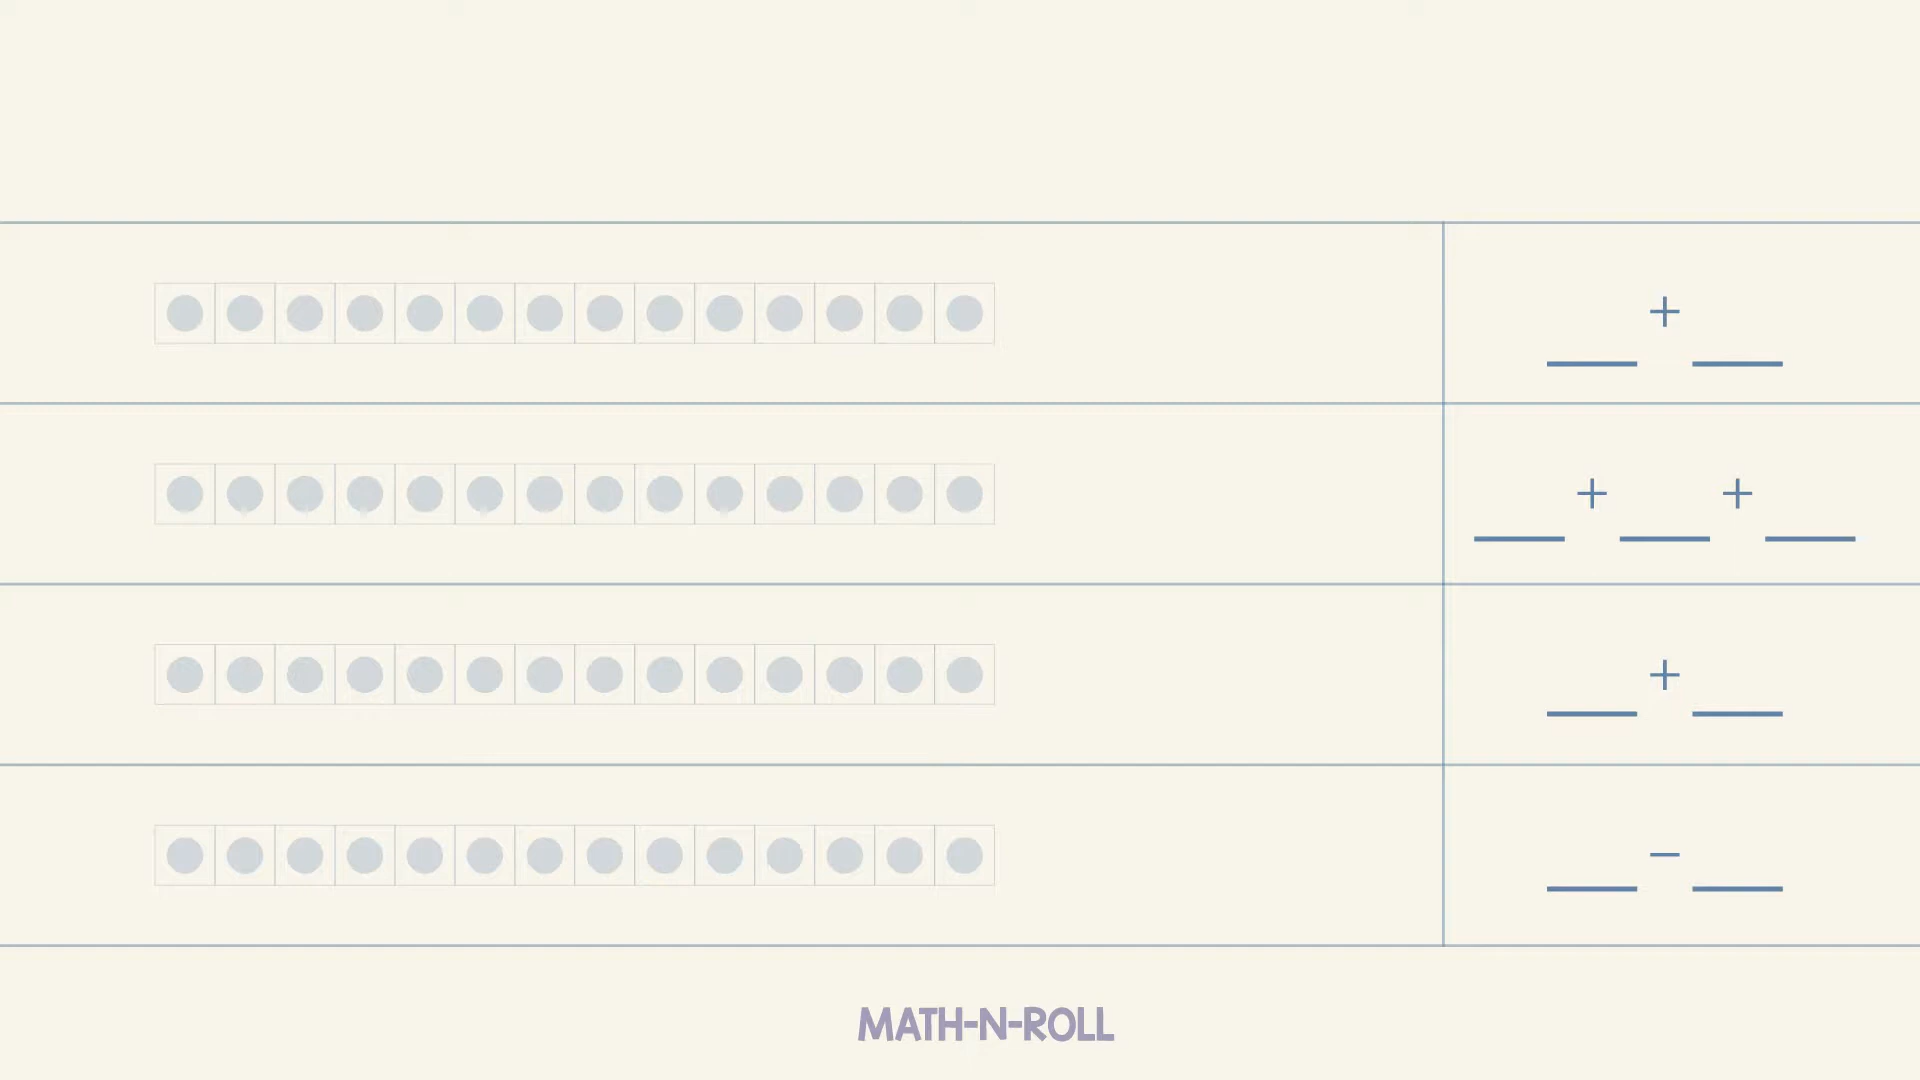 +
+ +
+
−
MATH-N-ROLL